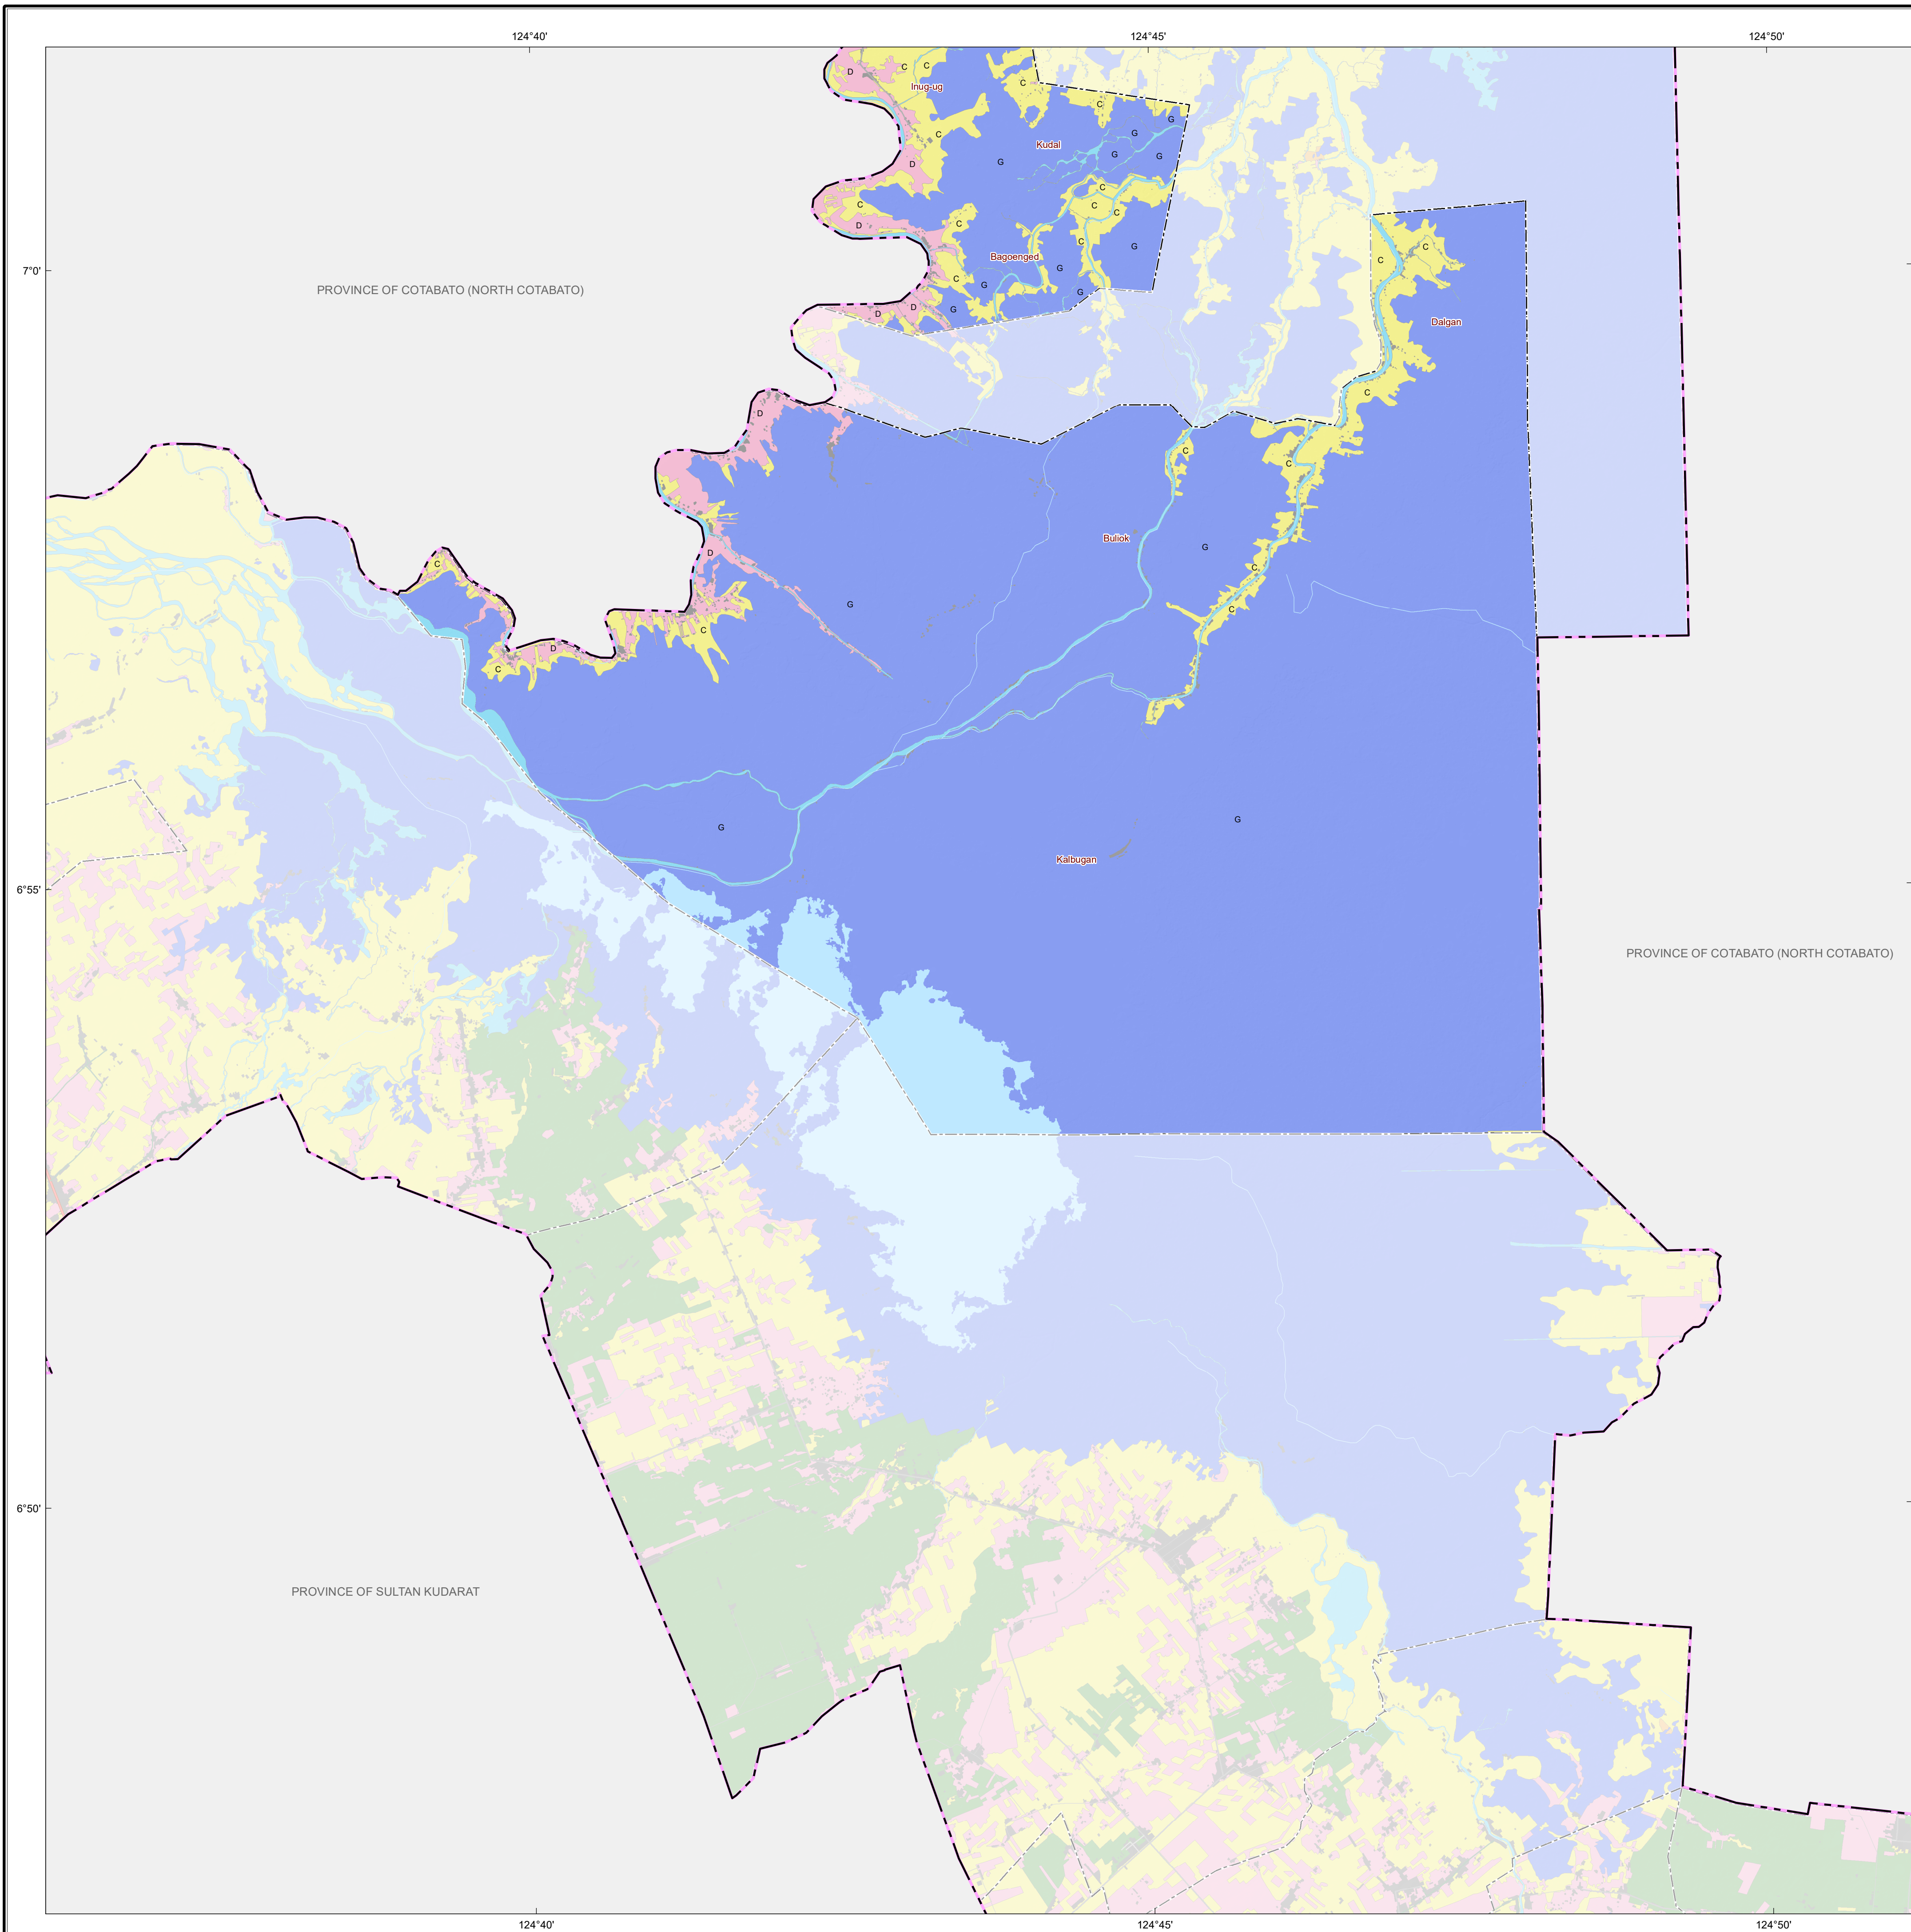 124°40'
124°45'
124°50'
D
C
C
Inug-ug
C
C
G
C
G
Kudal
G
G
G
D
C
C
C
C
D
C
C
G
C
Bagoenged
C
C
7°0'
G
C
G
G
PROVINCE OF COTABATO (NORTH COTABATO)
G
D
G
D
Dalgan
C
D
C
C
Buliok
G
D
C
C
G
C
C
D
C
G
G
Kalbugan
6°55'
PROVINCE OF COTABATO (NORTH COTABATO)
6°50'
PROVINCE OF SULTAN KUDARAT
124°40'
124°45'
124°50'